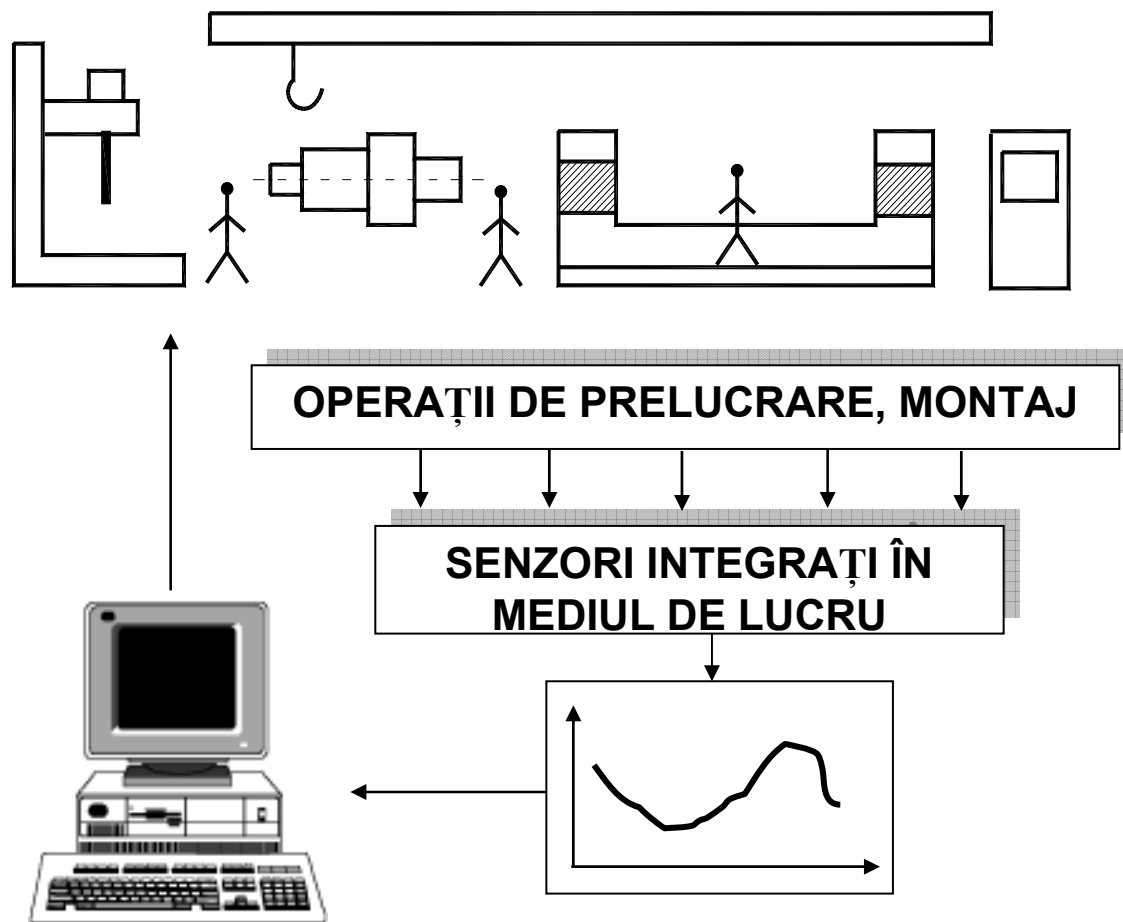 OPERAȚII DE PRELUCRARE, MONTAJ
SENZORI INTEGRAȚI ÎN
MEDIUL DE LUCRU